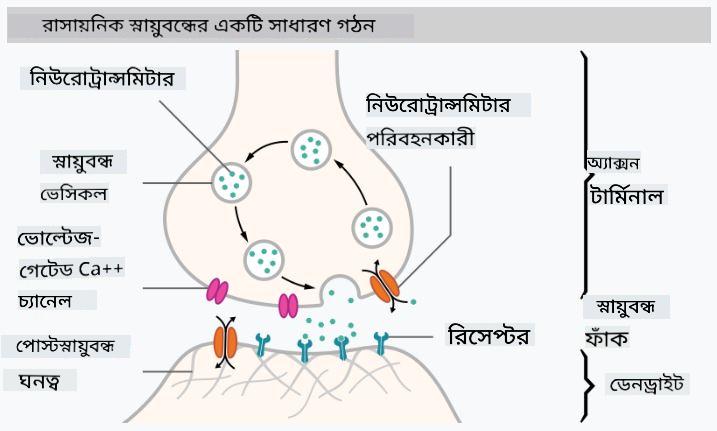 রাসায়নিক স্নায়ুবন্ধের একটি সাধারণ গঠন
নিউরোট্রান্সমিটার
নিউরোট্রান্সমিটার
পরিবহনকারী
স্নায়ুবন্ধ
ভেসিকল
ভোল্টেজ-
গেটেড Ca++
চ্যানেল
পোস্টস্নায়ুবন্ধ
ঘনত্ব
রিসেপ্টর
অ্যাক্সন
টার্মিনাল
স্নায়ুবন্ধ
ফাঁক
ডেনড্রাইট